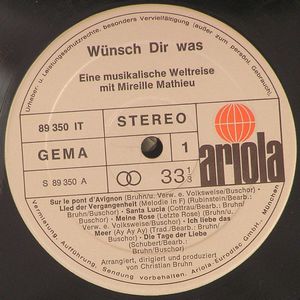 Urheber- u. Leistungsschutzrechte, besonders Vervielfältigung (außer zum persönl. Gebrauch),
Wünsch Dir was
Eine musikalische Weltreise
mit Mireille Mathieu
89 350 IT
STEREO
GEMA
1
S 89 350 A
33 1/3
ariola
Sur le pont d'Avignon (Bruhn/u. Verw. e. Volksweise/Buschor)
Lied der Vergangenheit (Melodie in F) (Rubinstein/Bearb.:
Bruhn/Buschor) · Santa Lucia (Cottrau/Bearb.: Bruhn/
Buschor) · Meine Rose (Letzte Rose) (Bruhn/u.
Verw. e. Volksweise/Buschor) · Ich liebe das
Meer (Ay Ay Ay) (Trad./Bearb.: Bruhn/
Buschor) · Die Tage der Liebe
(Schubert/Bearb.:
Bruhn/Buschor)
Arrangiert, dirigiert und produziert
von Christian Bruhn
Vermietung, Aufführung, Sendung vorbehalten. Ariola-Eurodisc GmbH, München